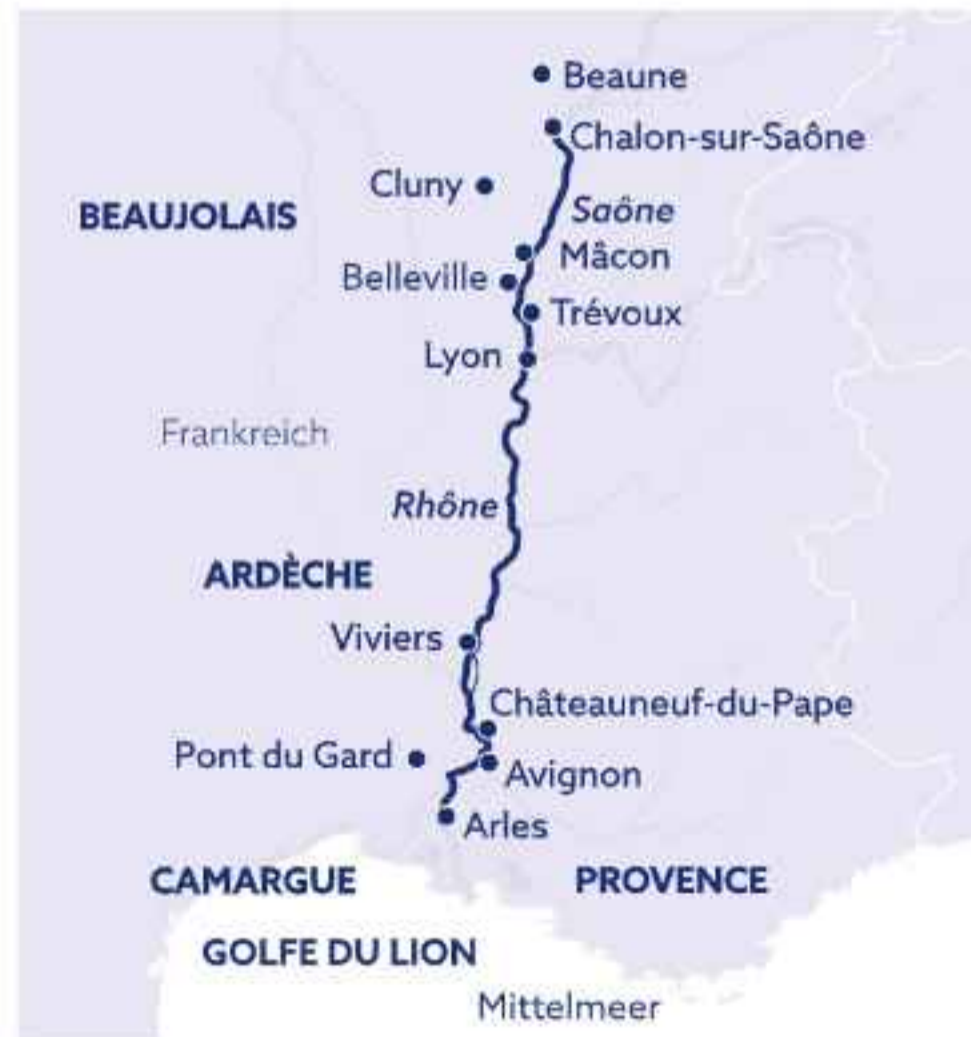 Beaune
Chalon-sur-Saône
Cluny
BEAUJOLAIS
Saône
Mâcon
Belleville
Trévoux
Lyon
Frankreich
Rhône
ARDÈCHE
Viviers
Châteauneuf-du-Pape
Pont du Gard
Avignon
Arles
CAMARGUE
PROVENCE
GOLFE DU LION
Mittelmeer